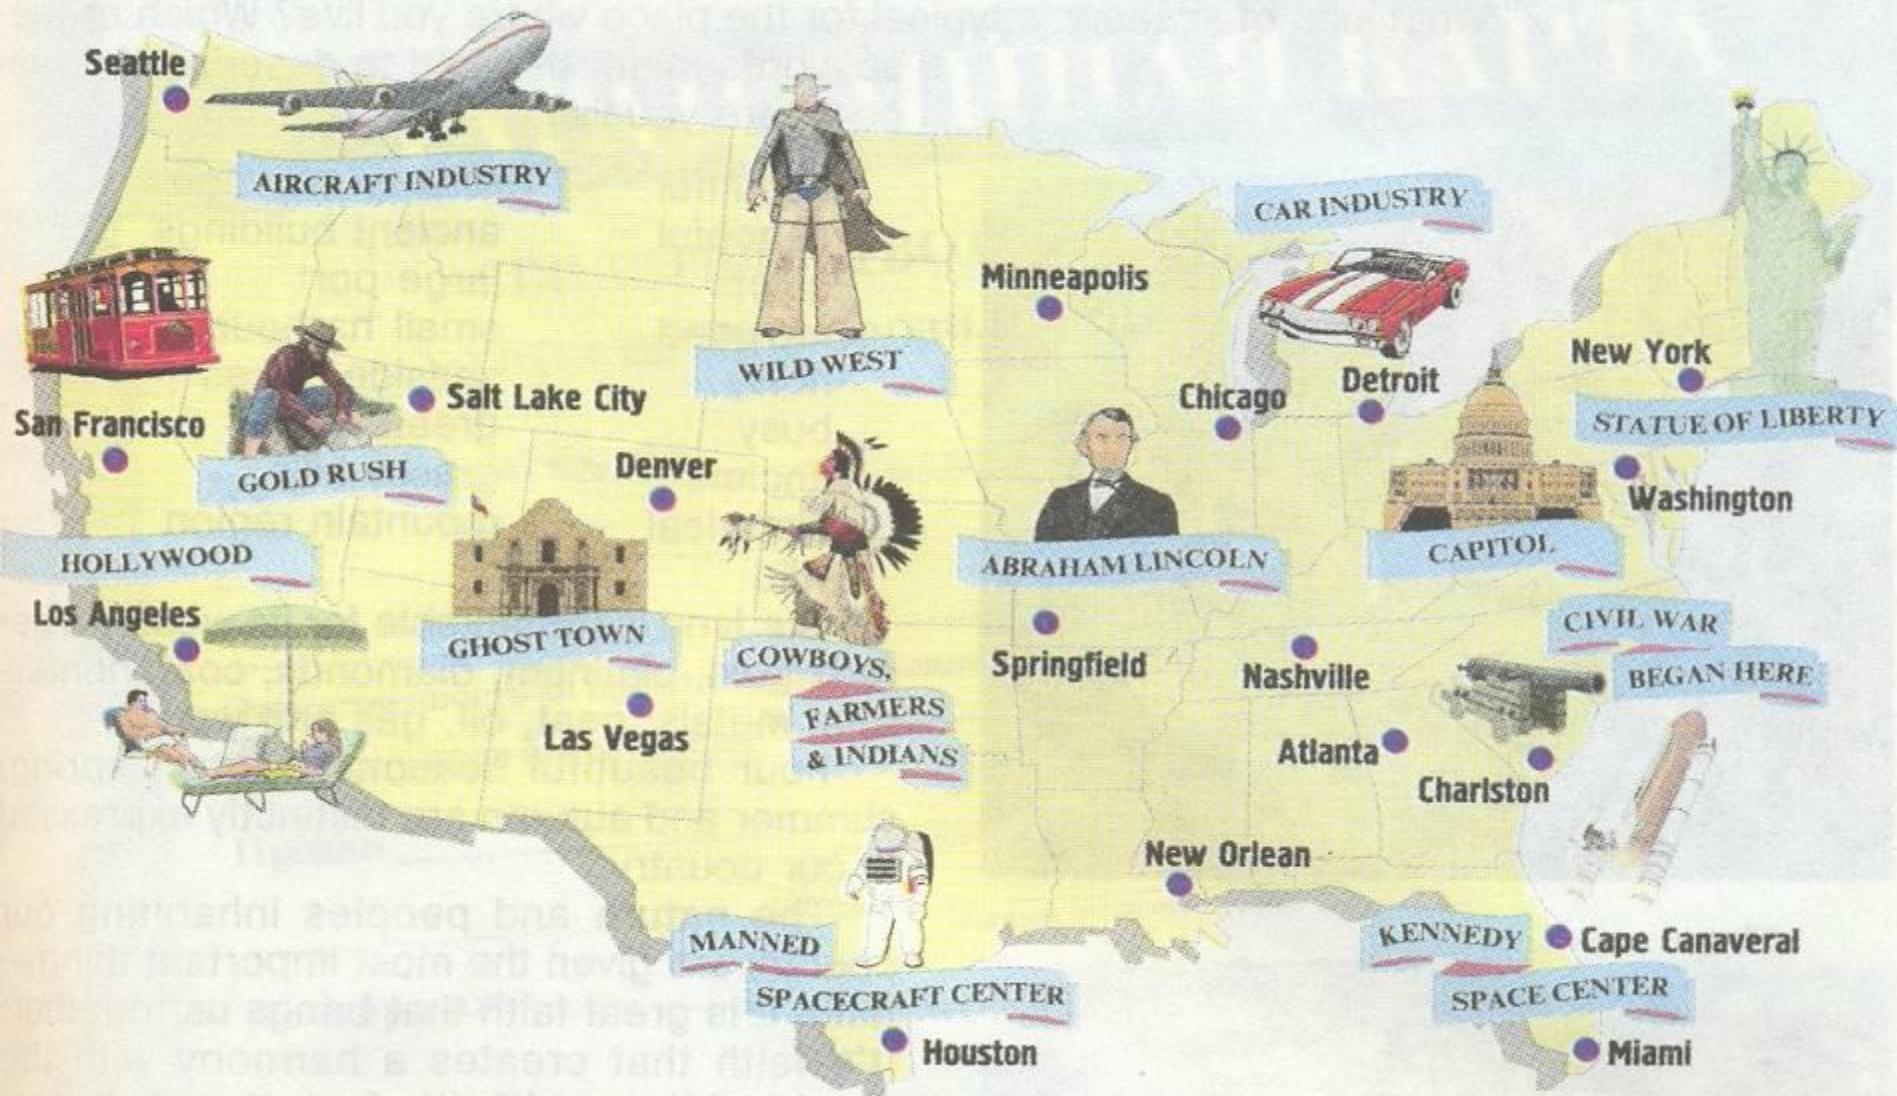 Seattle
AIRCRAFT INDUSTRY
WILD WEST
CAR INDUSTRY
Minneapolis
New York
STATUE OF LIBERTY
San Francisco
GOLD RUSH
Salt Lake City
Denver
Chicago
Detroit
Washington
CAPITOL
ABRAHAM LINCOLN
HOLLYWOOD
Los Angeles
GHOST TOWN
Las Vegas
COWBOYS,
FARMERS
& INDIANS
Springfield
Nashville
CIVIL WAR
BEGAN HERE
Atlanta
Charlston
New Orlean
MANNED
SPACECRAFT CENTER
Houston
KENNEDY
SPACE CENTER
Cape Canaveral
Miami